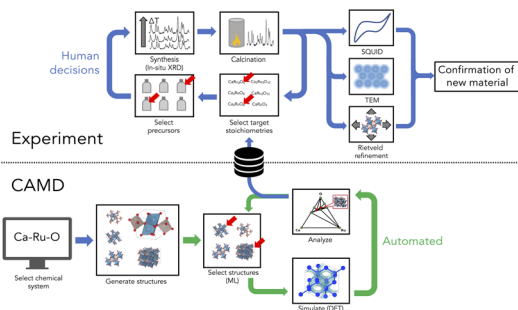 ΔT
Human
decisions
Synthesis
(In-situ XRD)
Calcination
SQUID
TEM
Confirmation of
new material
Select
precursors
Select target
stoichiometries
Rietveld
refinement
Experiment
CAMD
Ca-Ru-O
Select chemical
system
Generate structures
Select structures
(ML)
Analyze
Automated
Simulate (DFT)